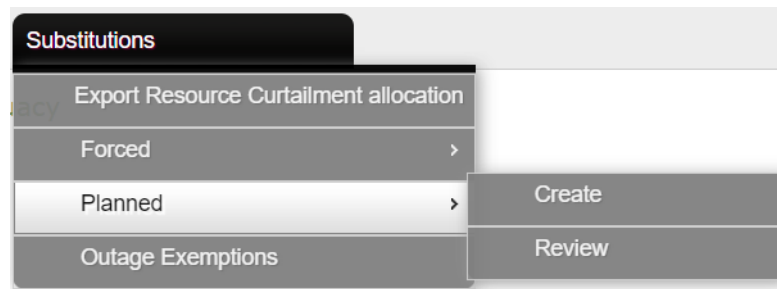 Substitutions
Export Resource Curtailment allocation
Forced
Planned
Create
Outage Exemptions
Review